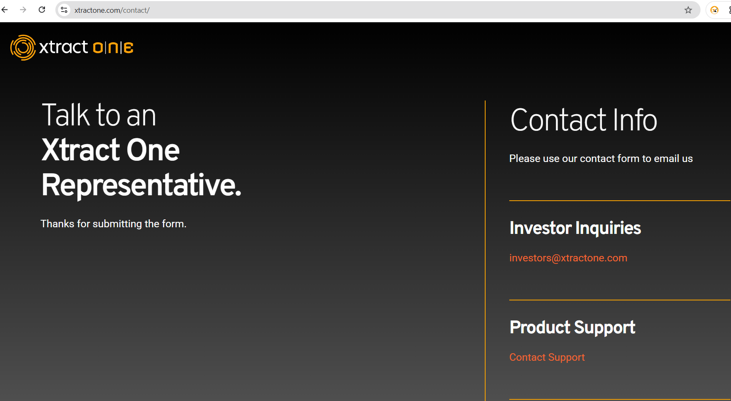 xtractone.com/contact/
xtract one
Talk to an
Xtract One
Representative.
Thanks for submitting the form.
Contact Info
Please use our contact form to email us
Investor Inquiries
investors@xtractone.com
Product Support
Contact Support